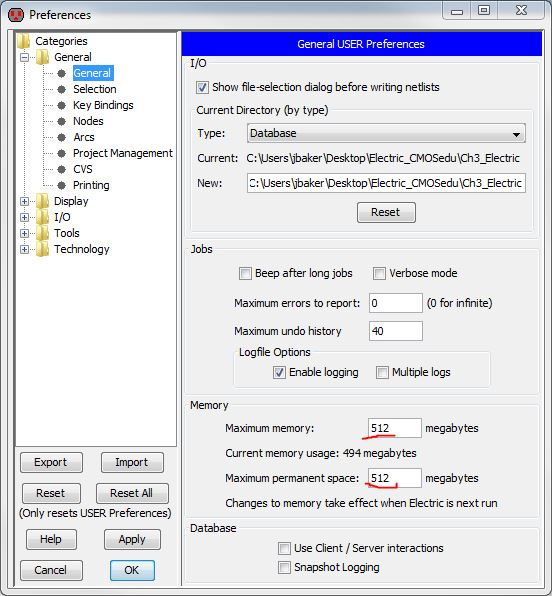 Preferences
Categories
General
General
Selection
Key Bindings
Nodes
Arcs
Project Management
CVS
Printing
Display
I/O
Tools
Technology
Export
Import
Reset
Reset All
(Only resets USER Preferences)
Help
Apply
Cancel
OK
General USER Preferences
I/O
Show file-selection dialog before writing netlists
Current Directory (by type)
Type: Database
Current: C:\Users\jbaker\Desktop\Electric_CMOSedu\Ch3_Electric
New: C:\Users\jbaker\Desktop\Electric_CMOSedu\Ch3_Electric
Reset
Jobs
Beep after long jobs Verbose mode
Maximum errors to report: 0 (0 for infinite)
Maximum undo history 40
Logfile Options
Enable logging Multiple logs
Memory
Maximum memory: 512 megabytes
Current memory usage: 494 megabytes
Maximum permanent space: 512 megabytes
Changes to memory take effect when Electric is next run
Database
Use Client / Server interactions
Snapshot Logging